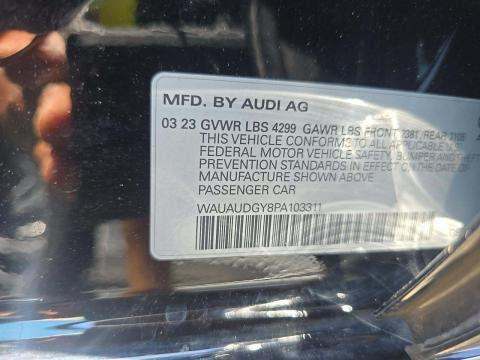 MFD. BY AUDI AG
03 23 GVWR LBS 4299 GAWR LBS FRONT 2381 /REAR 2106
THIS VEHICLE CONFORMS TO ALL APPLICABLE
FEDERAL MOTOR VEHICLE SAFETY, BUMPER, AND THEFT
PREVENTION STANDARDS IN EFFECT ON THE DATE OF
MANUFACTURE SHOWN ABOVE.
PASSENGER CAR
WAUAUDGY8PA103311